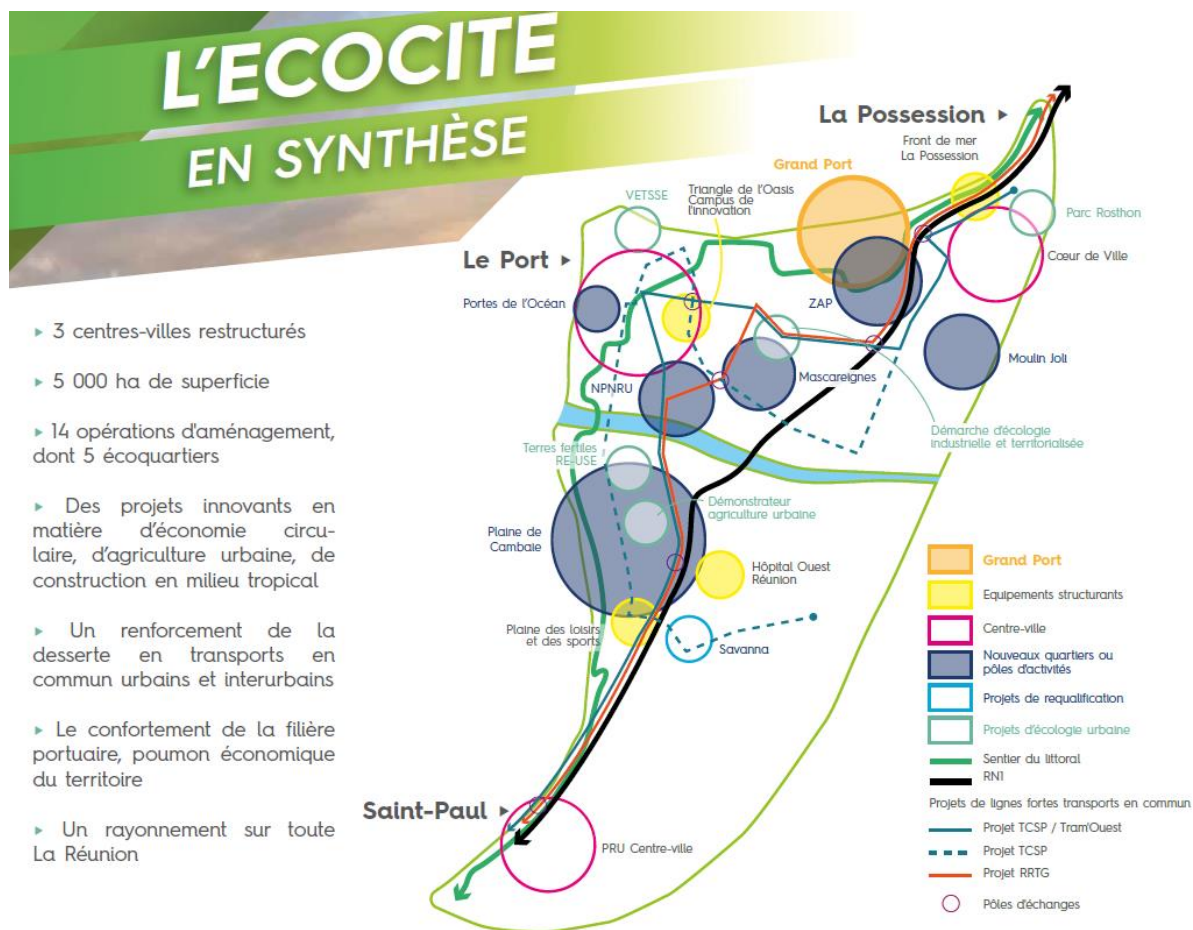 L'ECOCITE
EN SYNTHÈSE
▸ 3 centres-villes restructurés
▸ 5 000 ha de superficie
▸ 14 opérations d'aménagement,
dont 5 écoquartiers
▸ Des projets innovants en
matière d'économie circu-
laire, d'agriculture urbaine, de
construction en milieu tropical
▸ Un renforcement de la
desserte en transports en
commun urbains et interurbains
▸ Le confortement de la filière
portuaire, poumon économique
du territoire
▸ Un rayonnement sur toute
La Réunion
La Possession ▸
Front de mer
La Possession
Grand Port
VETSSE
Triangle de l'Oasis
Campus de
l'innovation
Parc Rosthon
Le Port ▸
Cœur de Ville
Portes de l'Océan
ZAP
Moulin Joli
NPNRU
Mascareignes
Démarche d'écologie
industrielle et territorialisée
Terres fertiles
RE-USE
Démonstrateur
agriculture urbaine
Plaine de
Cambaie
Hôpital Ouest
Réunion
Plaine des loisirs
et des sports
Savanna
Saint-Paul ▸
PRU Centre-ville
Grand Port
Equipements structurants
Centre-ville
Nouveaux quartiers ou
pôles d'activités
Projets de requalification
Projets d'écologie urbaine
Sentier du littoral
RN1
Projets de lignes fortes transports en commun
Projet TCSP / Tram'Ouest
Projet TCSP
Projet RRTG
Pôles d'échanges